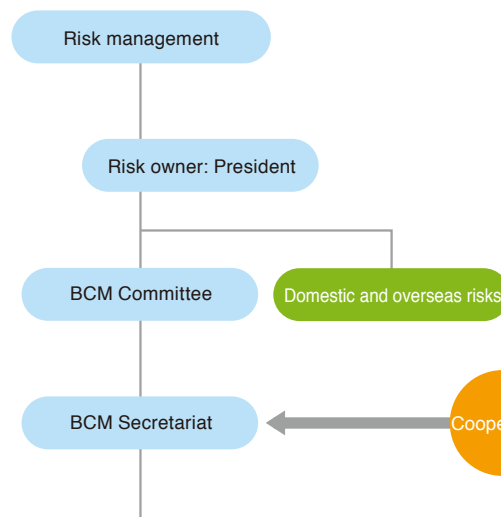 Risk management
Risk owner: President
BCM Committee
Domestic and overseas risks
BCM Secretariat